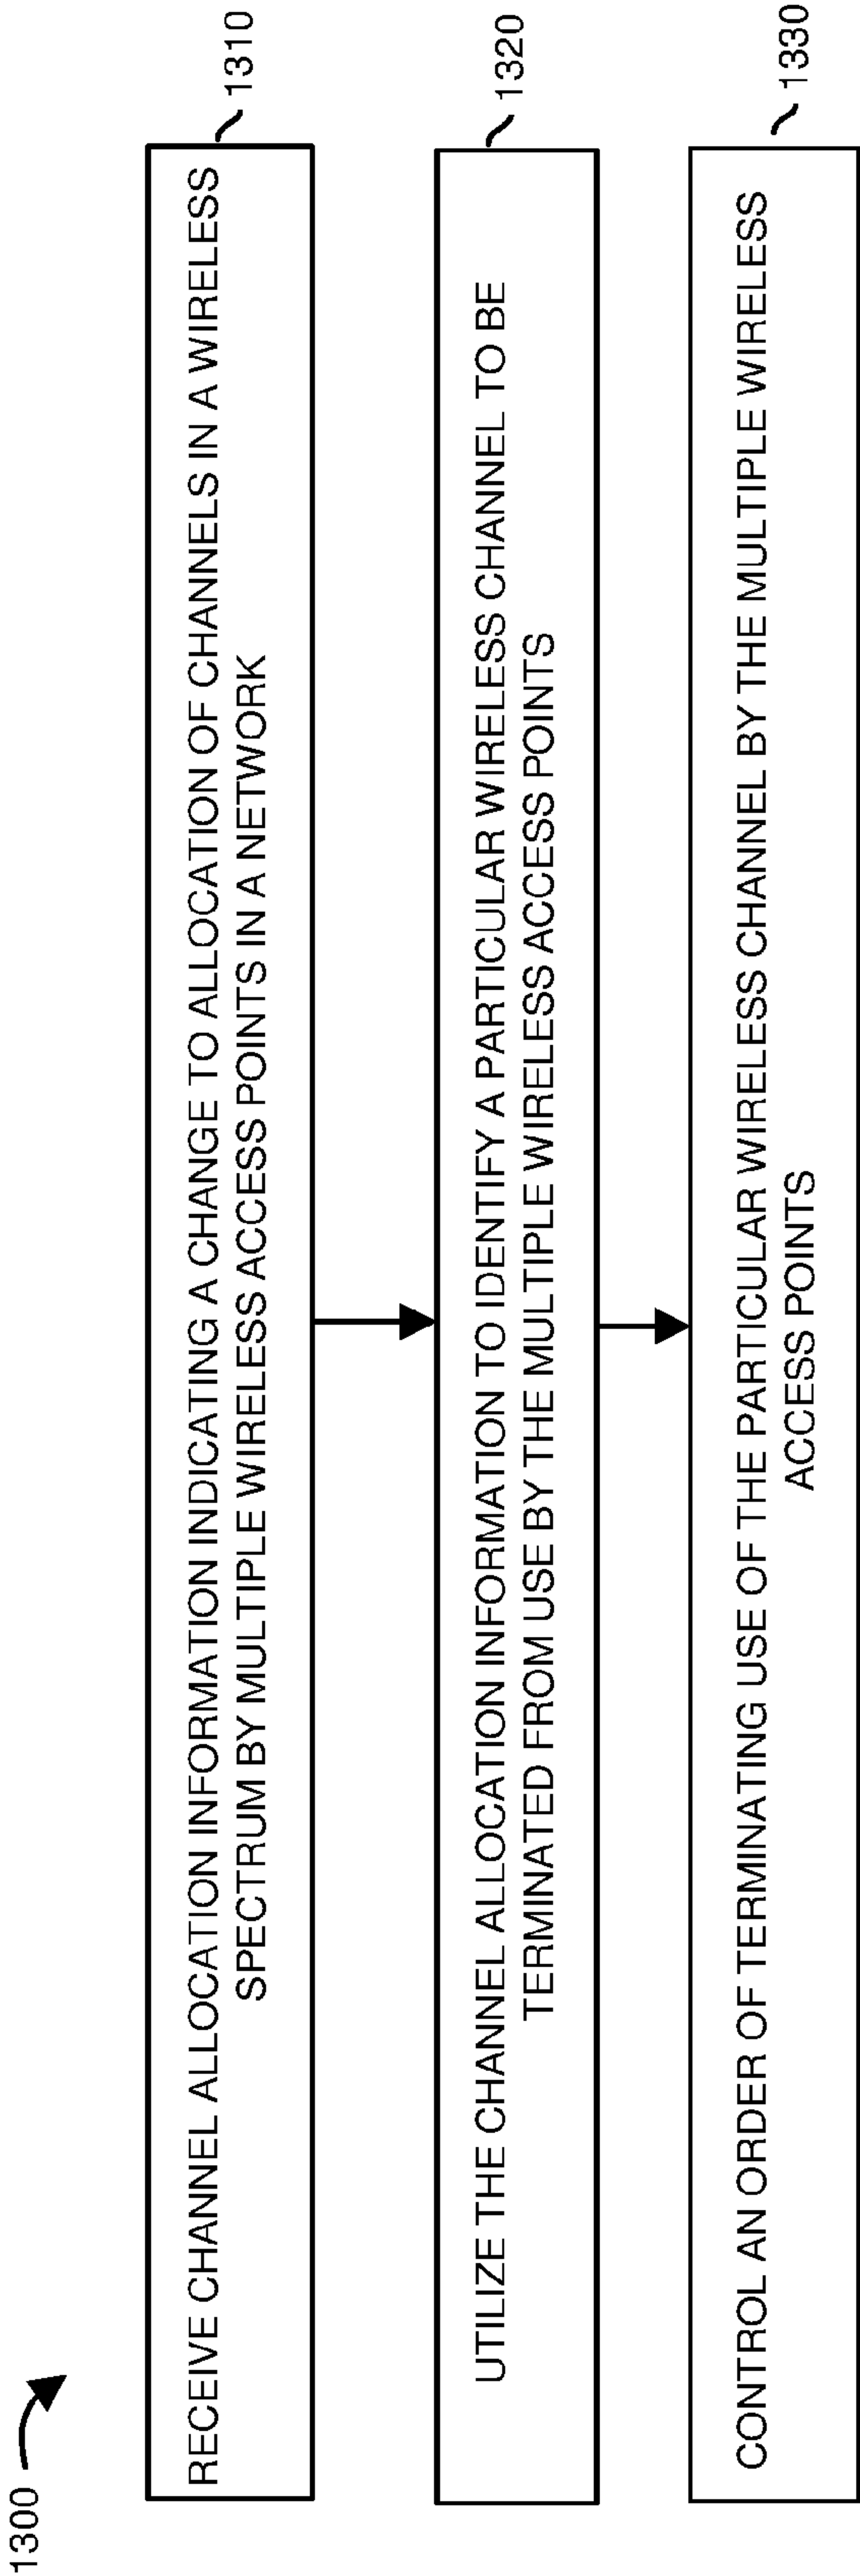 1300
RECEIVE CHANNEL ALLOCATION INFORMATION INDICATING A CHANGE TO ALLOCATION OF CHANNELS IN A WIRELESS
SPECTRUM BY MULTIPLE WIRELESS ACCESS POINTS IN A NETWORK
1310
UTILIZE THE CHANNEL ALLOCATION INFORMATION TO IDENTIFY A PARTICULAR WIRELESS CHANNEL TO BE
TERMINATED FROM USE BY THE MULTIPLE WIRELESS ACCESS POINTS
1320
CONTROL AN ORDER OF TERMINATING USE OF THE PARTICULAR WIRELESS CHANNEL BY THE MULTIPLE WIRELESS
ACCESS POINTS
1330